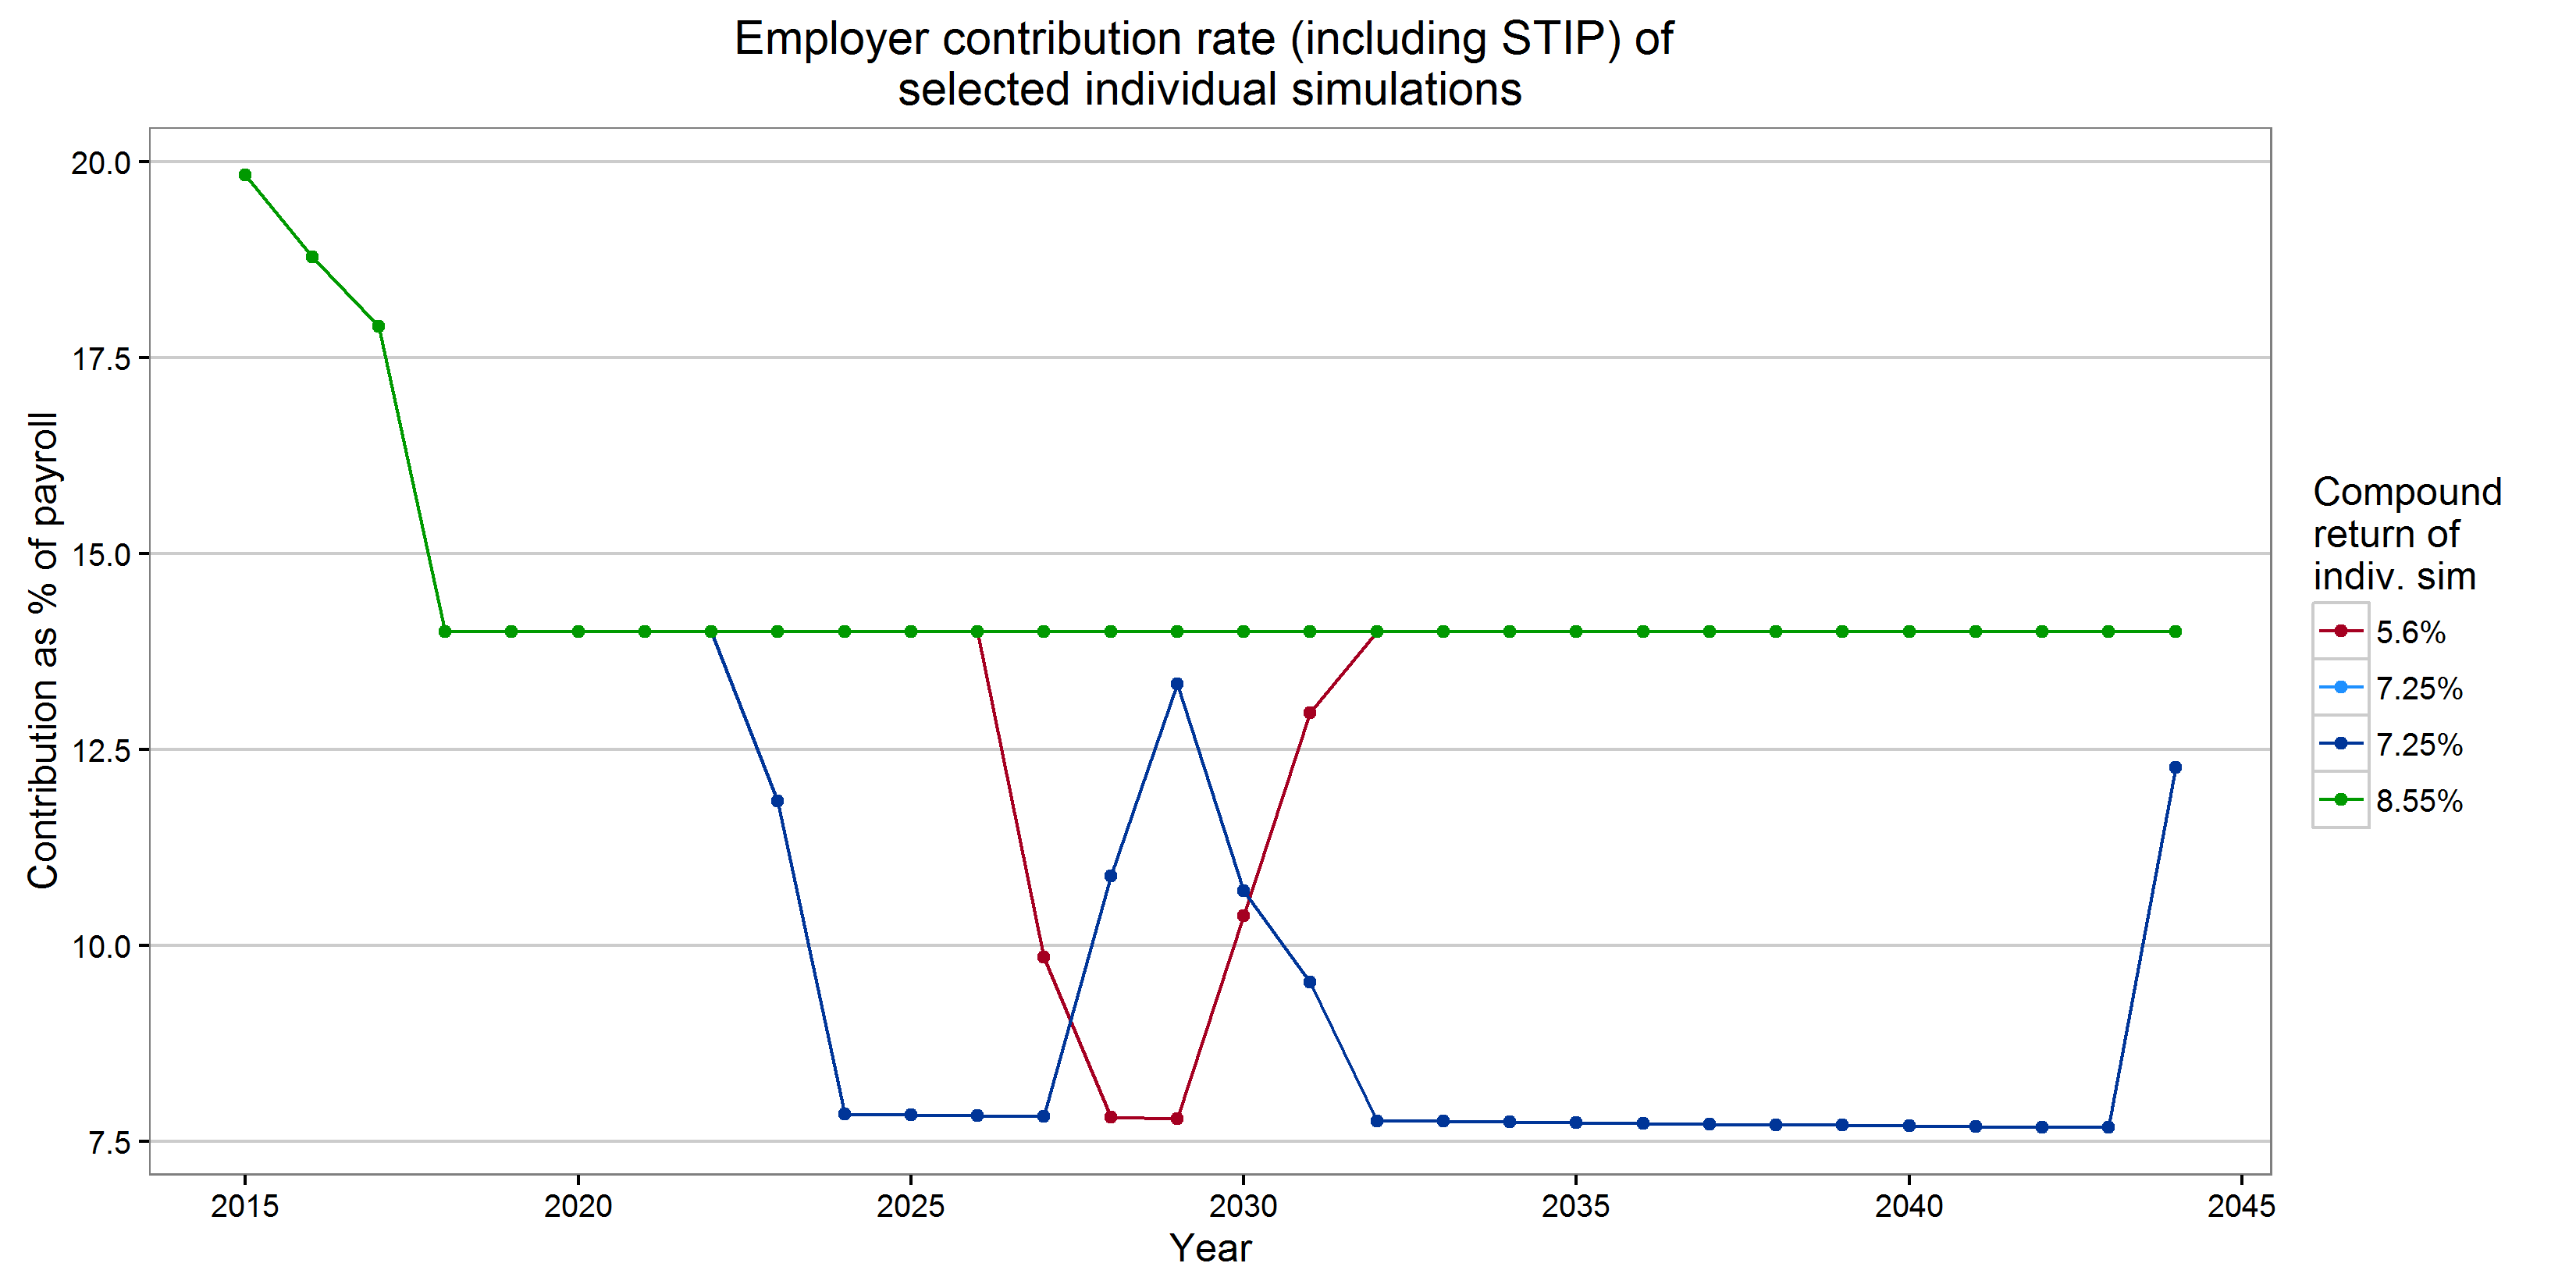 Employer contribution rate (including STIP) of
selected individual simulations
Contribution as % of payroll
20.0
17.5
15.0
12.5
10.0
7.5
2015
2020
2025
2030
2035
2040
2045
Year
Compound
return of
indiv. sim
5.6%
7.25%
7.25%
8.55%